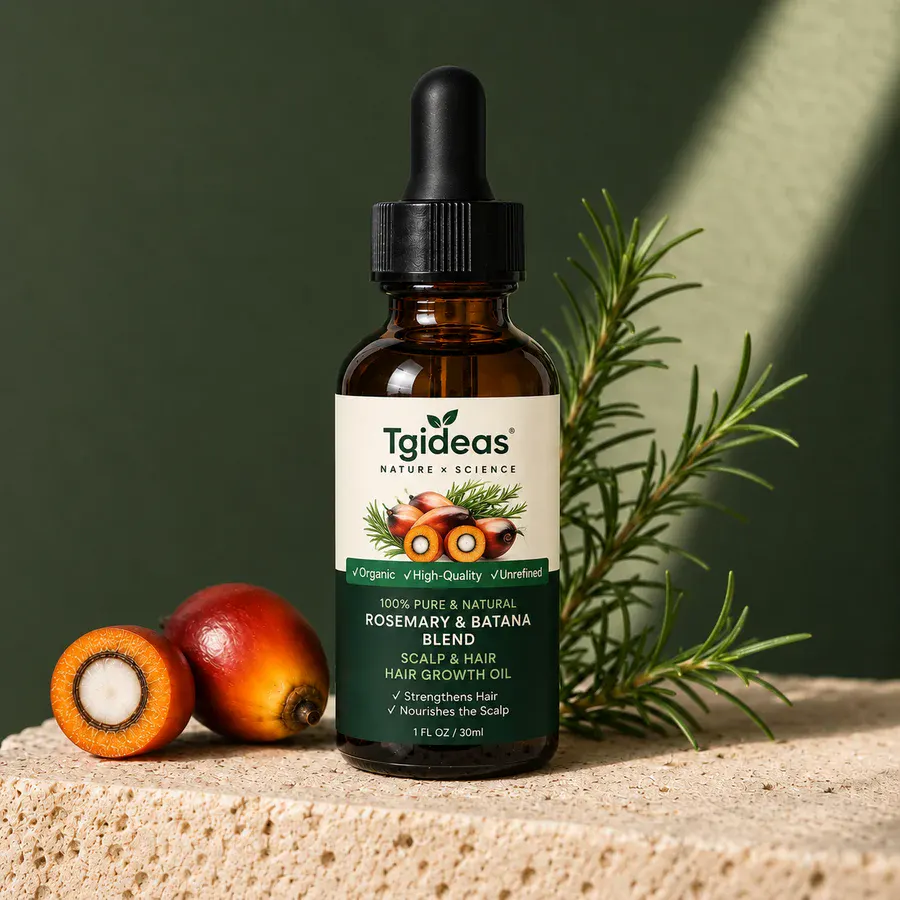 Tgideas®
NATURE × SCIENCE
✓Organic ✓High-Quality ✓Unrefined
100% PURE & NATURAL
ROSEMARY & BATANA
BLEND
SCALP & HAIR
HAIR GROWTH OIL
✓ Strengthens Hair
✓ Nourishes the Scalp
1 FL OZ / 30ml